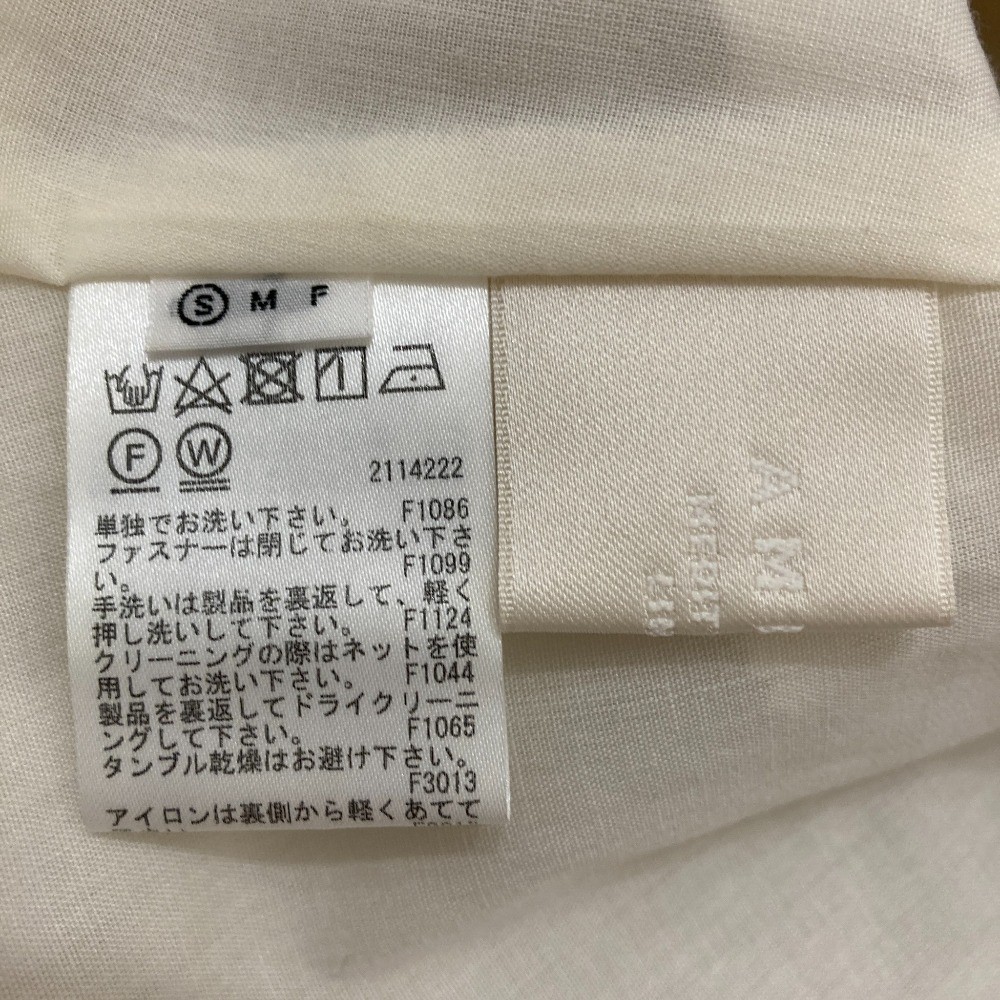 S M F
F W
2114222
単独でお洗い下さい。 F1086
ファスナーは閉じてお洗い下さ
い。 F1099
手洗いは製品を裏返して、軽く
押し洗いして下さい。 F1124
クリーニングの際はネットを使
用してお洗い下さい。 F1044
製品を裏返してドライクリーニ
ングして下さい。 F1065
タンブル乾燥はお避け下さい。
F3013
アイロンは裏側から軽くあてて
A M